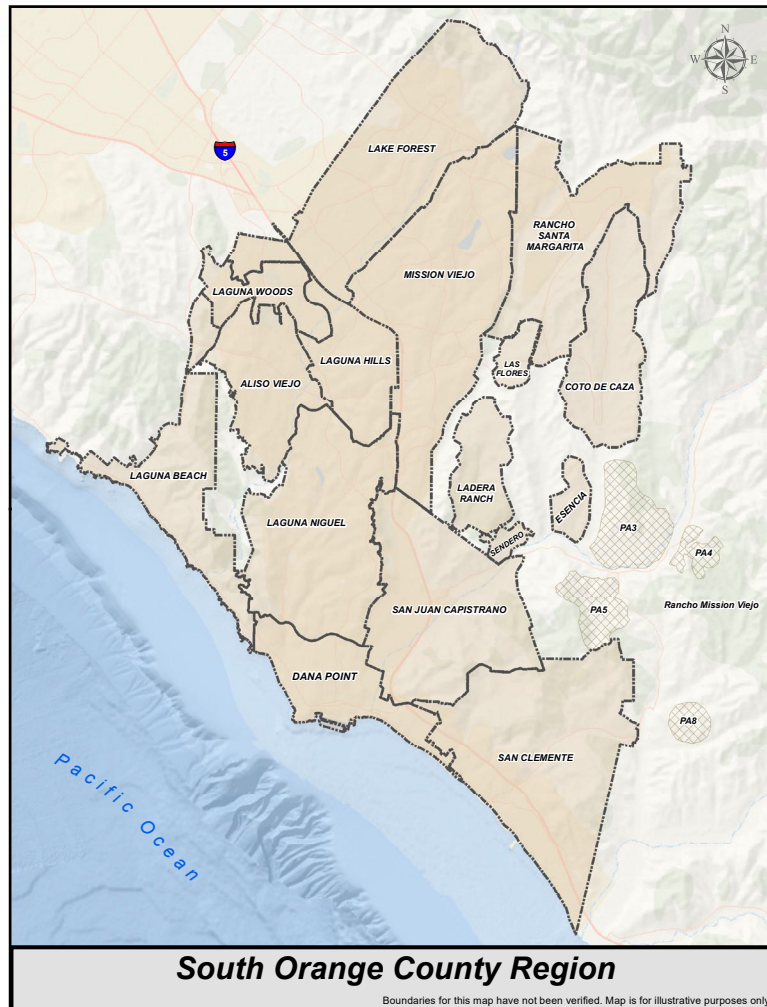 N
W E
S
5
LAKE FOREST
RANCHO
SANTA
MARGARITA
MISSION VIEJO
LAGUNA WOODS
LAGUNA HILLS
LAS
FLORES
ALISO VIEJO
COTO DE CAZA
LAGUNA BEACH
LADERA
RANCH
ESENCIA
LAGUNA NIGUEL
PA3
SENDERO
PA4
SAN JUAN CAPISTRANO
PA5
Rancho Mission Viejo
DANA POINT
PA8
SAN CLEMENTE
Pacific Ocean
South Orange County Region
Boundaries for this map have not been verified. Map is for illustrative purposes only